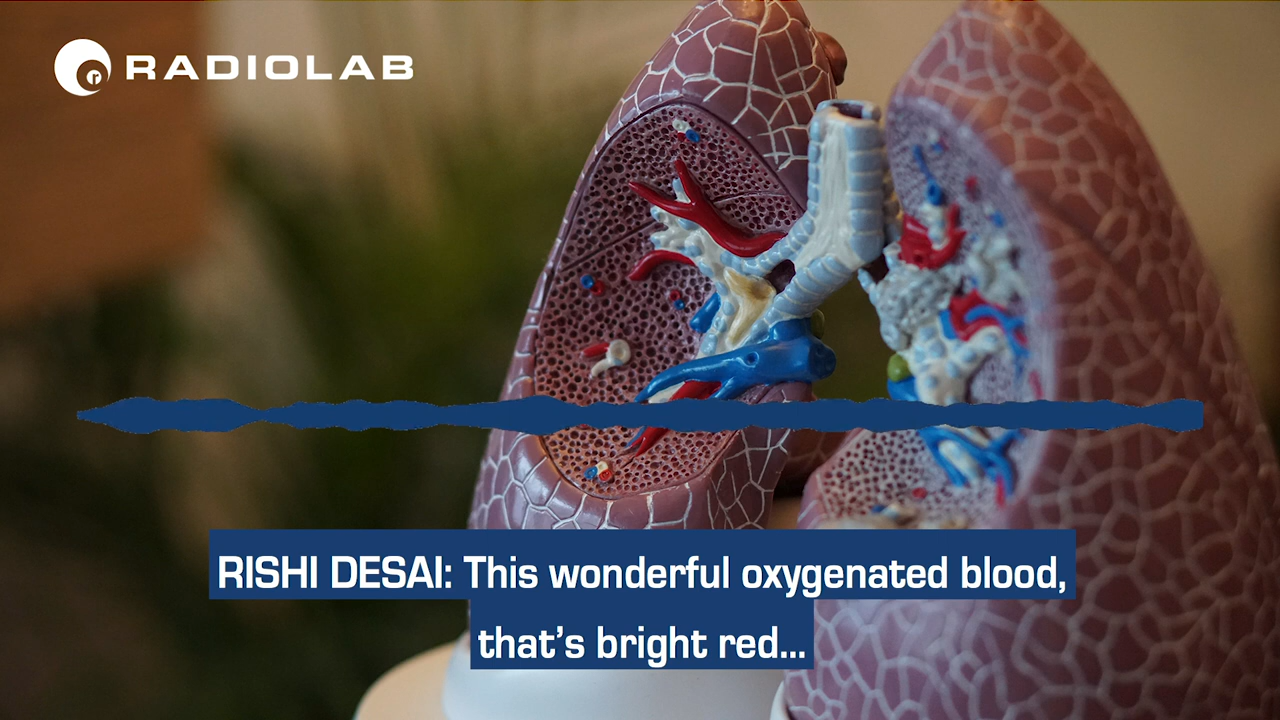 RADIOLAB
RISHI DESAI: This wonderful oxygenated blood,
that's bright red...